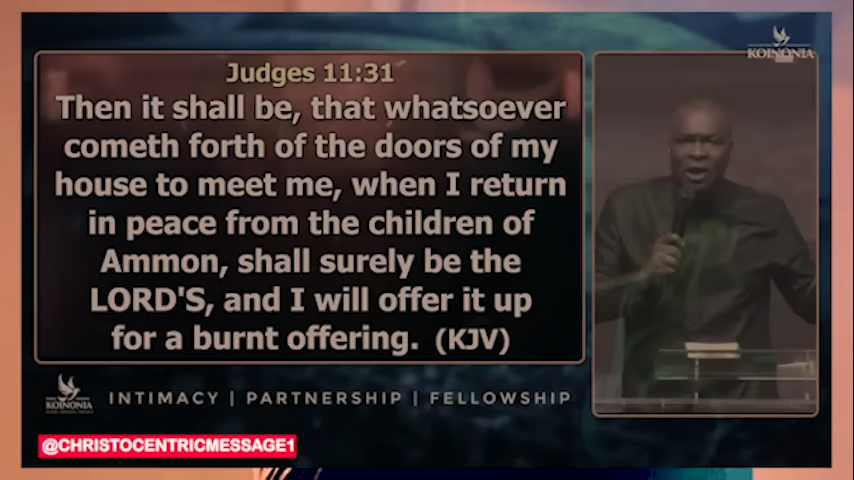 KOINONIA
Judges 11:31
Then it shall be, that whatsoever
cometh forth of the doors of my
house to meet me, when I return
in peace from the children of
Ammon, shall surely be the
LORD'S, and I will offer it up
for a burnt offering. (KJV)
KOINONIA
INTIMACY | PARTNERSHIP | FELLOWSHIP
@CHRISTOCENTRICMESSAGE1